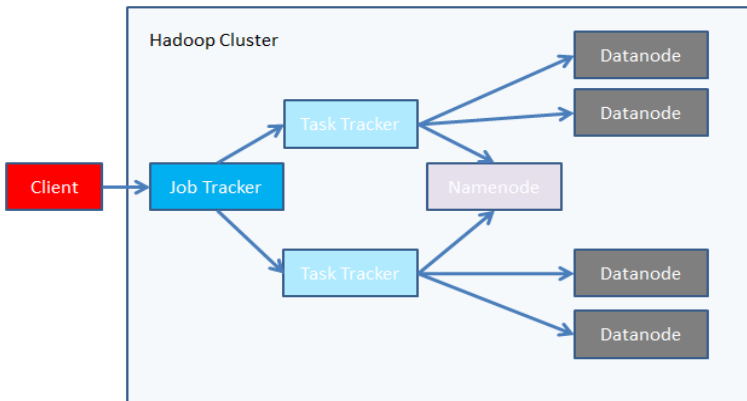 Hadoop Cluster
Datanode
Datanode
Task Tracker
Client
Job Tracker
Namenode
Task Tracker
Datanode
Datanode